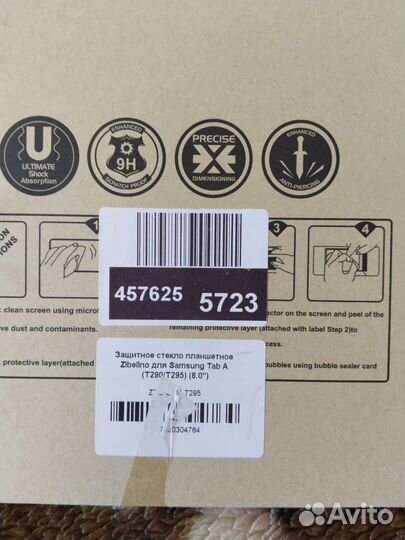 U
ULTIMATE
Shock
Absorption
ENHANCED
9H
SCRATCH PROOF
PRECISE
DIMENSIONING
ENHANCED
ANTI-PIERCING
1
3
4
ONS
457625 5723
clean screen using
ve dust and contaminants.
on the screen and peel of the
remaining protective layer(attached with label Step 2)to
cess.
protective layer(attached
bubbles using bubble sealer card
Защитное стекло планшетное
Zibelino для Samsung Tab A
(T290/T295) (8.0")
T295
Avito